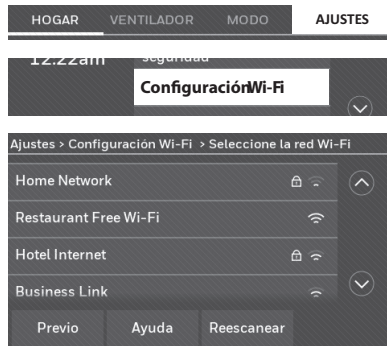 HOGAR VENTILADOR MODO AJUSTES
12:22am seguridad
ConfiguraciónWi-Fi
Ajustes > Configuración Wi-Fi > Seleccione la red Wi-Fi
Home Network
Restaurant Free Wi-Fi
Hotel Internet
Business Link
Previo Ayuda Reescanear